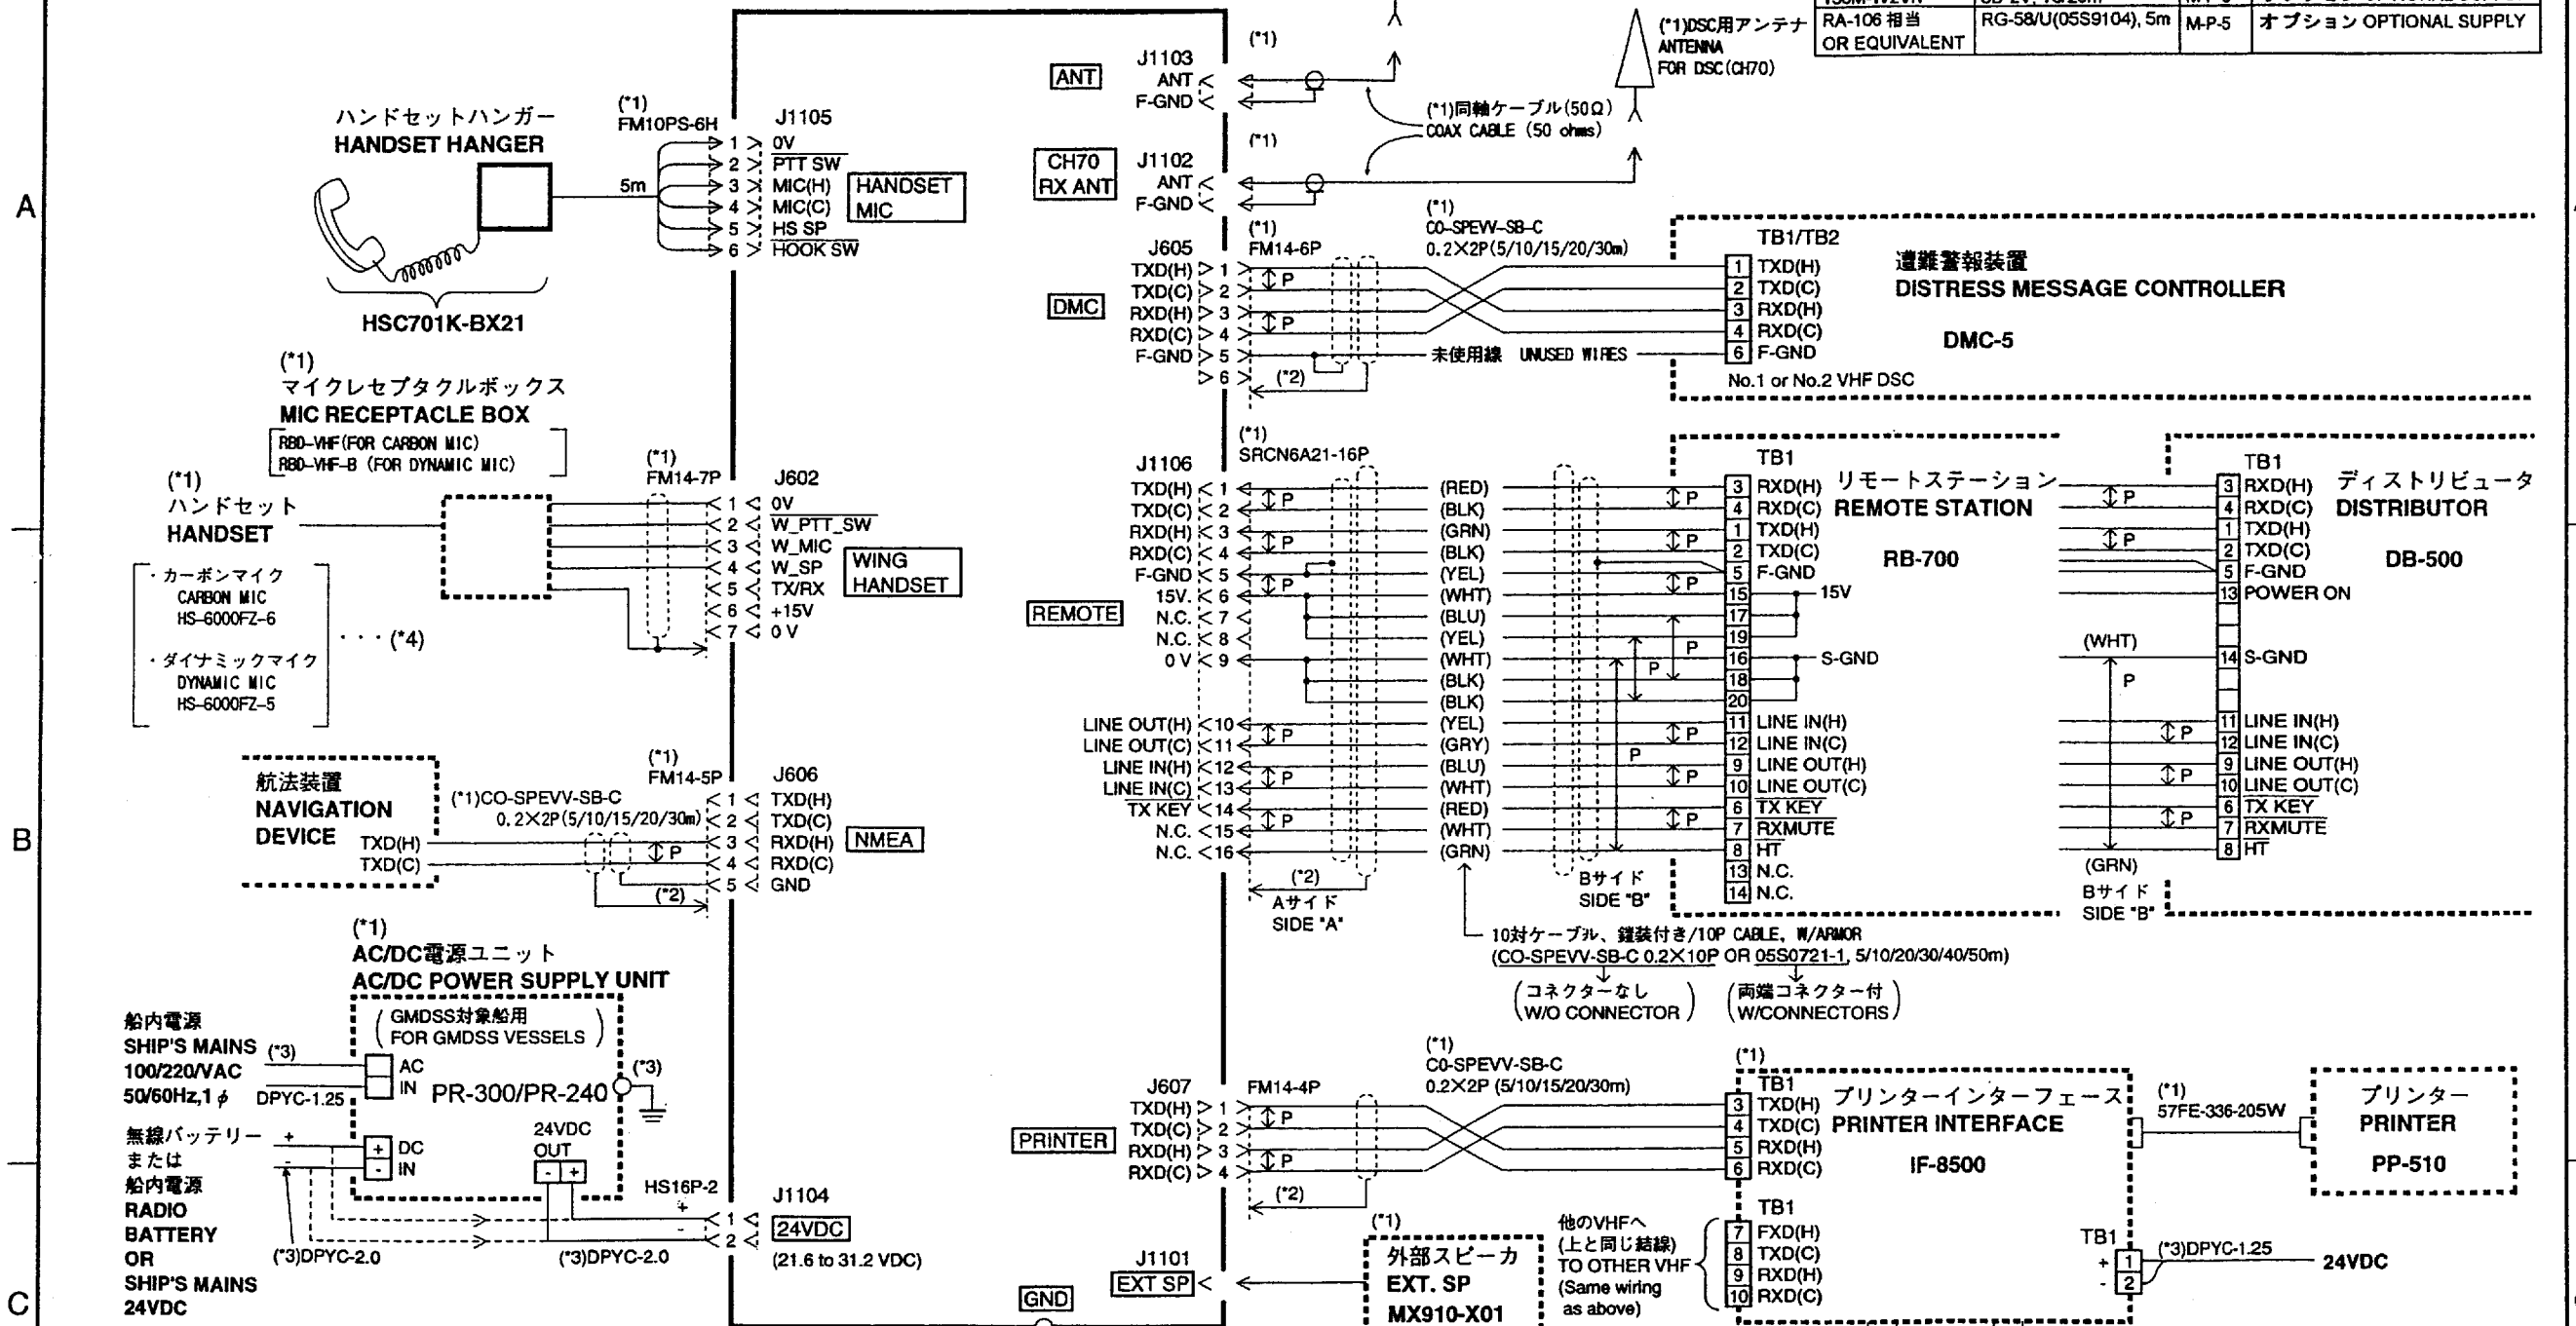 (*1)DSC用アンテナ
ANTENNA
FOR DSC(CH70)
RA-106 相当
OR EQUIVALENT
RG-58/U(05S9104), 5m
M-P-5
オプション OPTIONAL SUPPLY
A
B
C
ハンドセットハンガー
HANDSET HANGER
(*1)
FM10PS-6H
5m
HSC701K-BX21
J1105
1 0V
2 PTT SW
3 MIC(H)
4 MIC(C)
5 HS SP
6 HOOK SW
HANDSET
MIC
(*1)
マイクレセプタクルボックス
MIC RECEPTACLE BOX
RBD-VHF(FOR CARBON MIC)
RBD-VHF-B (FOR DYNAMIC MIC)
(*1)
ハンドセット
HANDSET
・カーボンマイク
CARBON MIC
HS-6000FZ-6
・ダイナミックマイク
DYNAMIC MIC
HS-6000FZ-5
・・・(*4)
(*1)
FM14-7P
J602
1 0V
2 W_PTT_SW
3 W_MIC
4 W_SP
5 TX/RX
6 +15V
7 0 V
WING
HANDSET
航法装置
NAVIGATION
DEVICE
TXD(H)
TXD(C)
(*1)CO-SPEVV-SB-C
0.2×2P(5/10/15/20/30m)
(*1)
FM14-5P
P
(*2)
J606
1 TXD(H)
2 TXD(C)
3 RXD(H)
4 RXD(C)
5 GND
NMEA
(*1)
AC/DC電源ユニット
AC/DC POWER SUPPLY UNIT
GMDSS対象船用
FOR GMDSS VESSELS
AC
IN
PR-300/PR-240
(*3)
+ DC
- IN
24VDC
OUT
- +
船内電源
SHIP'S MAINS
100/220/VAC
50/60Hz,1 φ
(*3)
DPYC-1.25
無線バッテリー
または
船内電源
RADIO
BATTERY
OR
SHIP'S MAINS
24VDC
+
-
(*3)DPYC-2.0
(*3)DPYC-2.0
HS16P-2
+
-
J1104
1
2
24VDC
(21.6 to 31.2 VDC)
GND
ANT
J1103
ANT
F-GND
(*1)
CH70
RX ANT
J1102
ANT
F-GND
(*1)
(*1)同軸ケーブル(50Ω)
COAX CABLE (50 ohms)
DMC
J605
TXD(H) 1
TXD(C) 2
RXD(H) 3
RXD(C) 4
F-GND 5
6
(*1)
FM14-6P
P
P
(*2)
(*1)
CO-SPEVV-SB-C
0.2×2P(5/10/15/20/30m)
未使用線 UNUSED WIRES
TB1/TB2
1 TXD(H)
2 TXD(C)
3 RXD(H)
4 RXD(C)
6 F-GND
遭難警報装置
DISTRESS MESSAGE CONTROLLER
DMC-5
No.1 or No.2 VHF DSC
REMOTE
J1106
TXD(H) 1
TXD(C) 2
RXD(H) 3
RXD(C) 4
F-GND 5
15V. 6
N.C. 7
N.C. 8
0 V 9
LINE OUT(H) 10
LINE OUT(C) 11
LINE IN(H) 12
LINE IN(C) 13
TX KEY 14
N.C. 15
N.C. 16
(*1)
SRCN6A21-16P
P
P
P
P
P
P
(*2)
Aサイド
SIDE "A"
(RED)
(BLK)
(GRN)
(BLK)
(YEL)
(WHT)
(BLU)
(YEL)
(WHT)
(BLK)
(BLK)
(YEL)
(GRY)
(BLU)
(WHT)
(RED)
(WHT)
(GRN)
P
P
P
P
P
P
P
P
P
Bサイド
SIDE "B"
TB1
3 RXD(H)
4 RXD(C)
1 TXD(H)
2 TXD(C)
5 F-GND
15
17
19
15V
16
18
20
S-GND
11 LINE IN(H)
12 LINE IN(C)
9 LINE OUT(H)
10 LINE OUT(C)
6 TX KEY
7 RXMUTE
8 HT
13 N.C.
14 N.C.
リモートステーション
REMOTE STATION
RB-700
P
P
(WHT)
P
P
P
P
(GRN)
Bサイド
SIDE "B"
TB1
3 RXD(H)
4 RXD(C)
1 TXD(H)
2 TXD(C)
5 F-GND
13 POWER ON
14 S-GND
11 LINE IN(H)
12 LINE IN(C)
9 LINE OUT(H)
10 LINE OUT(C)
6 TX KEY
7 RXMUTE
8 HT
ディストリビュータ
DISTRIBUTOR
DB-500
10対ケーブル、鎧装付き/10P CABLE, W/ARMOR
(CO-SPEVV-SB-C 0.2×10P OR 05S0721-1, 5/10/20/30/40/50m)
コネクターなし
W/O CONNECTOR
両端コネクター付
W/CONNECTORS
PRINTER
J607
TXD(H) 1
TXD(C) 2
RXD(H) 3
RXD(C) 4
FM14-4P
P
P
(*2)
(*1)
CO-SPEVV-SB-C
0.2×2P (5/10/15/20/30m)
(*1)
TB1
3 TXD(H)
4 TXD(C)
5 RXD(H)
6 RXD(C)
プリンターインターフェース
PRINTER INTERFACE
IF-8500
TB1
7 FXD(H)
8 TXD(C)
9 RXD(H)
10 RXD(C)
他のVHFへ
(上と同じ結線)
TO OTHER VHF
(Same wiring
as above)
TB1
+ 1
- 2
(*3)DPYC-1.25
24VDC
(*1)
57FE-336-205W
プリンター
PRINTER
PP-510
J1101
EXT SP
(*1)
外部スピーカ
EXT. SP
MX910-X01